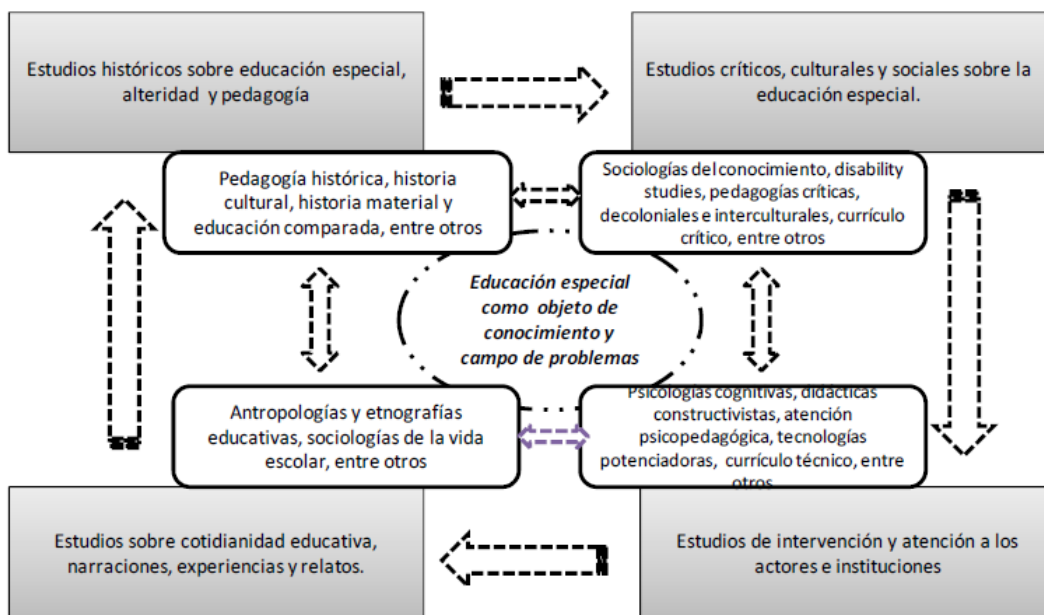 Estudios históricos sobre educación especial,
alteridad y pedagogía
Estudios críticos, culturales y sociales sobre la
educación especial.
Pedagogía histórica, historia
cultural, historia material y
educación comparada, entre otros
Sociologías del conocimiento, disability
studies, pedagogías críticas,
decoloniales e interculturales, currículo
crítico, entre otros
Educación especial
como objeto de
conocimiento y
campo de problemas
Antropologías y etnografías
educativas, sociologías de la vida
escolar, entre otros
Psicologías cognitivas, didácticas
constructivistas, atención
psicopedagógica, tecnologías
potenciadoras, currículo técnico, entre
otros
Estudios sobre cotidianidad educativa,
narraciones, experiencias y relatos.
Estudios de intervención y atención a los
actores e instituciones